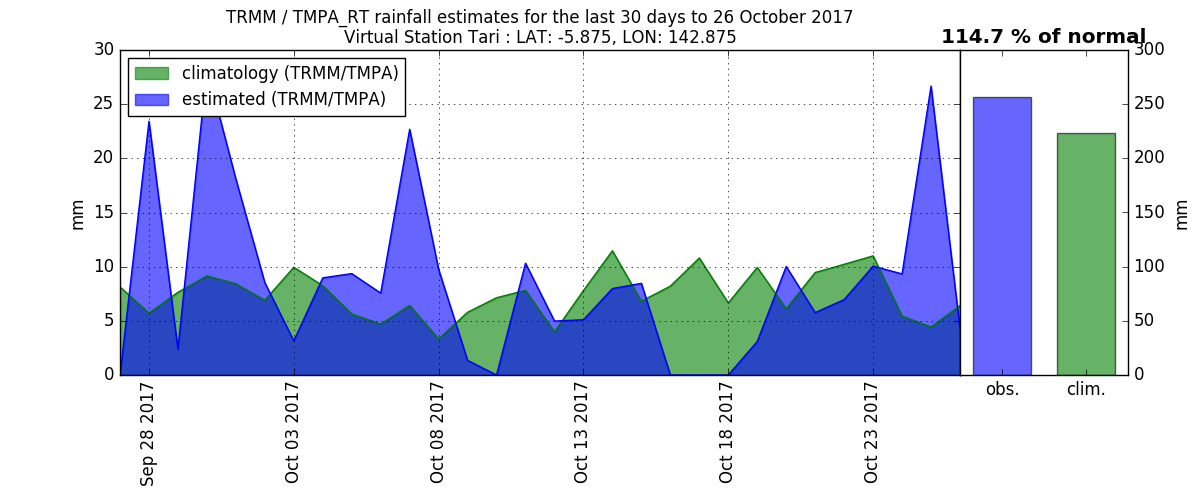 TRMM / TMPA_RT rainfall estimates for the last 30 days to 26 October 2017
Virtual Station Tari : LAT: -5.875, LON: 142.875
114.7 % of normal
climatology (TRMM/TMPA)
estimated (TRMM/TMPA)
30
25
20
15
10
5
0
mm
Sep 28 2017
Oct 03 2017
Oct 08 2017
Oct 13 2017
Oct 18 2017
Oct 23 2017
obs.
clim.
300
250
200
150
100
50
0
mm